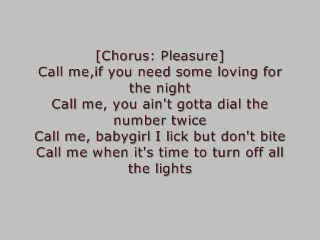 [Chorus: Pleasure]
Call me,if you need some loving for
the night
Call me, you ain't gotta dial the
number twice
Call me, babygirl I lick but don't bite
Call me when it's time to turn off all
the lights